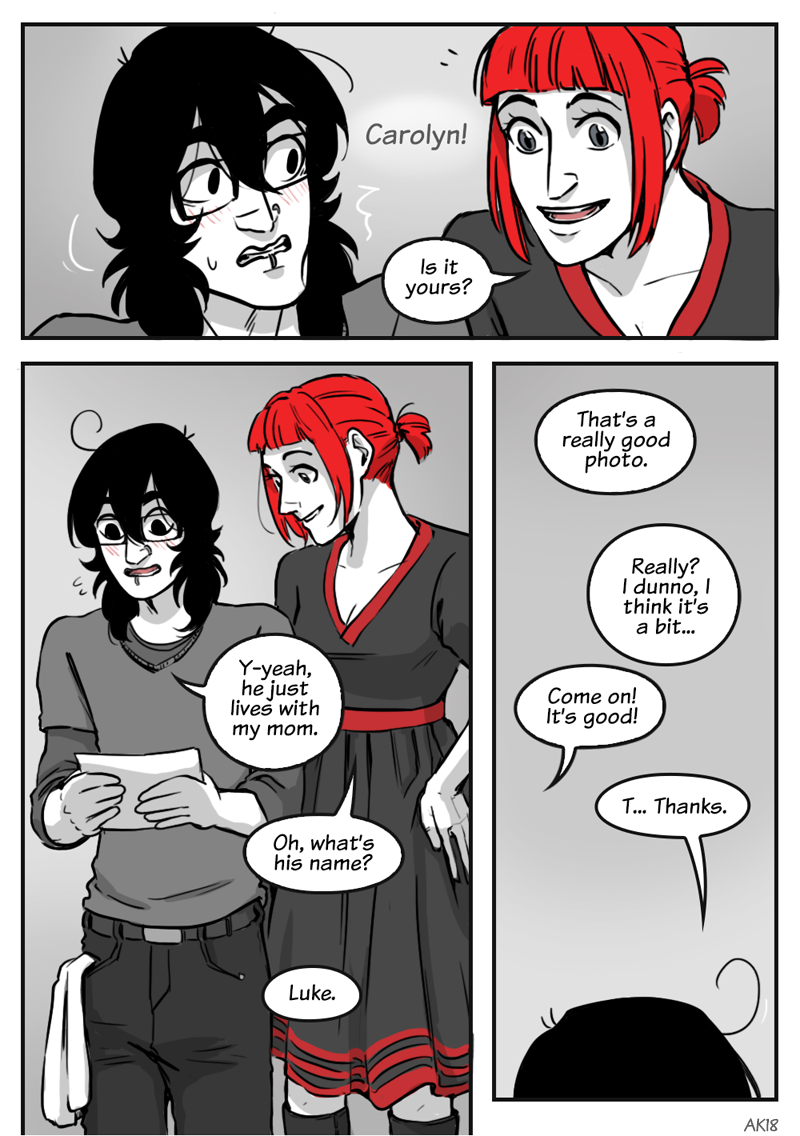 Carolyn!
Is it
yours?
Y-yeah,
he just
lives with
my mom.
Oh, what's
his name?
Luke.
That's a
really good
photo.
Really?
I dunno, I
think it's
a bit...
Come on!
It's good!
T... Thanks.
AK18